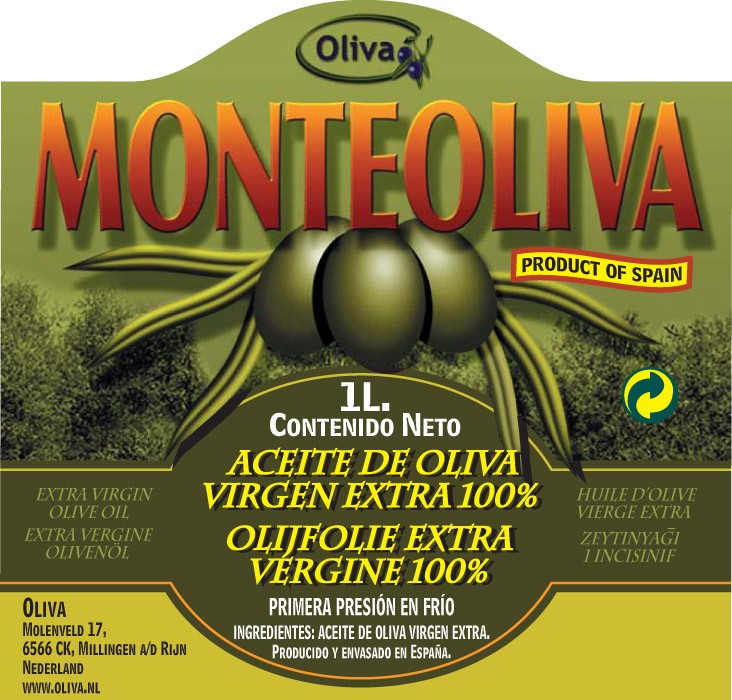 Oliva
MONTEOLIVA
PRODUCT OF SPAIN
1L.
CONTENIDO NETO
ACEITE DE OLIVA
VIRGEN EXTRA 100%
OLIJFOLIE EXTRA
VERGINE 100%
PRIMERA PRESIÓN EN FRÍO
INGREDIENTES: ACEITE DE OLIVA VIRGEN EXTRA.
PRODUCIDO Y ENVASADO EN ESPAÑA.
EXTRA VIRGIN
OLIVE OIL
EXTRA VERGINE
OLIVENÖL
HUILE D'OLIVE
VIERGE EXTRA
ZEYTINYAĞI
1 INCISINIF
OLIVA
MOLENVELD 17,
6566 CK, MILLINGEN A/D RIJN
NEDERLAND
WWW.OLIVA.NL